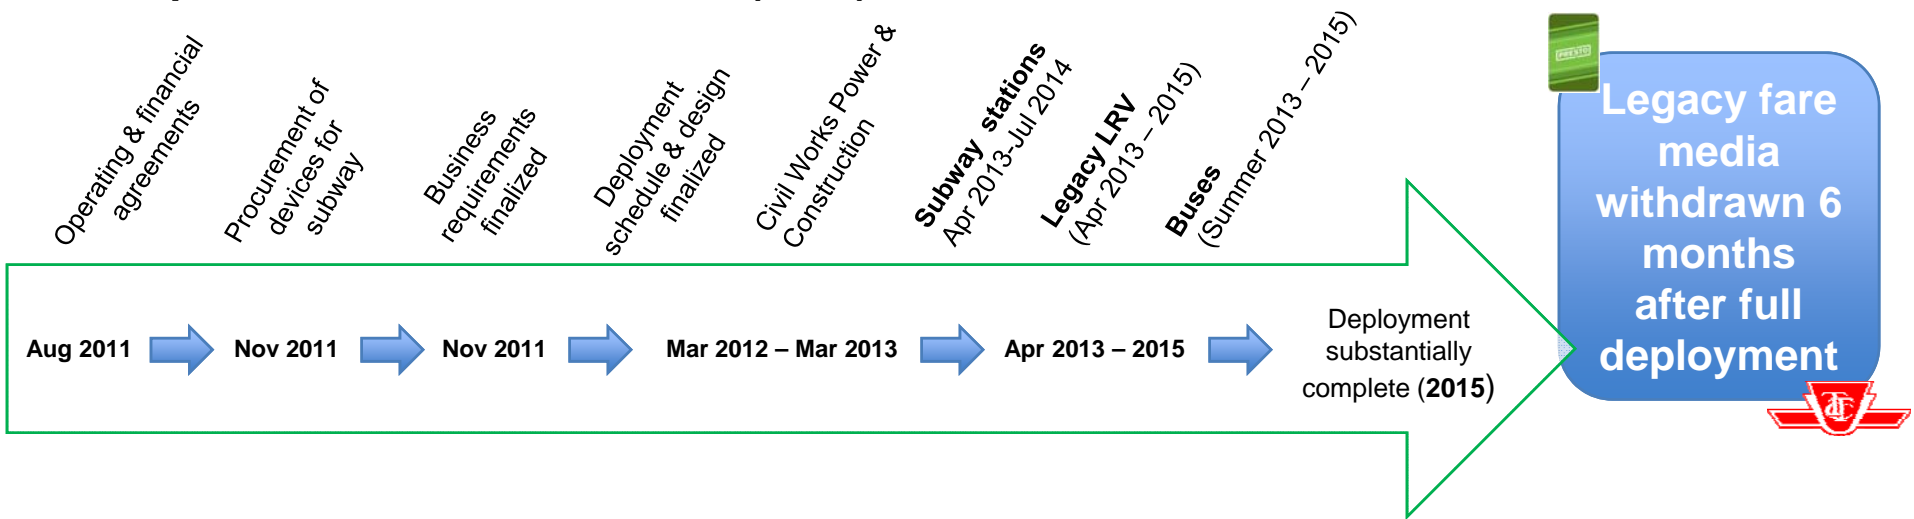 Operating & financial
agreements
Procurement of
devices for
subway
Business
requirements
finalized
Deployment
schedule & design
finalized
Civil Works Power &
Construction
Subway stations
Apr 2013-Jul 2014
Legacy LRV
(Apr 2013 – 2015)
Buses
(Summer 2013 – 2015)
PRESTO
Legacy fare
media
withdrawn 6
months
after full
deployment
Aug 2011
Nov 2011
Nov 2011
Mar 2012 – Mar 2013
Apr 2013 – 2015
Deployment
substantially
complete (2015)
TTC